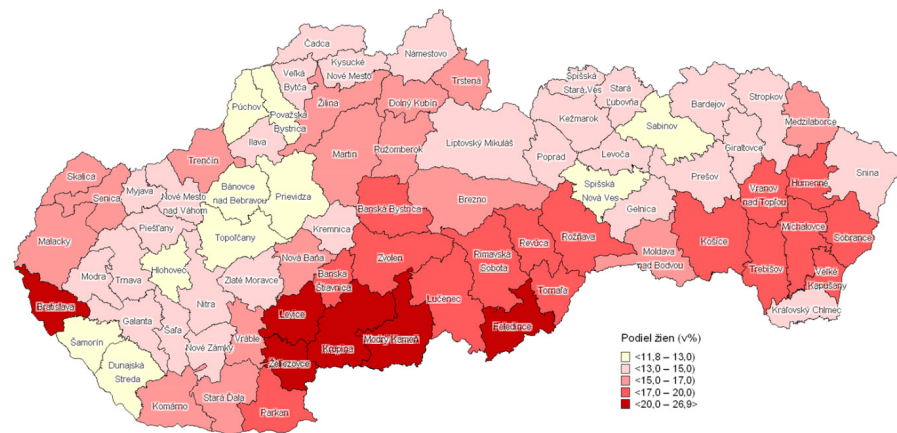 Čadca
Kysucké
Nové Mesto
Námestovo
Veľká
Bytča
Trstená
Púchov
Považská
Bystrica
Žilina
Dolný Kubín
Ilava
Martin
Ružomberok
Liptovský Mikuláš
Spišská
Stará Ves
Stará
Ľubovňa
Kežmarok
Bardejov
Stropkov
Medzilaborce
Sabinov
Giraltovce
Poprad
Levoča
Prešov
Snina
Humenné
Vranov
nad Topľou
Spišská
Nová Ves
Gelnica
Michalovce
Sobrance
Košice
Trebišov
Veľké
Kapušany
Kráľovský Chlmec
Moldava
nad Bodvou
Rožňava
Revúca
Tornaľa
Rimavská
Sobota
Feledince
Brezno
Banská Bystrica
Zvolen
Lučenec
Modrý Kameň
Krupina
Banská
Štiavnica
Levice
Želiezovce
Parkan
Nová Baňa
Kremnica
Prievidza
Bánovce
nad Bebravou
Topoľčany
Trenčín
Nové Mesto
nad Váhom
Myjava
Skalica
Senica
Malacky
Piešťany
Hlohovec
Zlaté Moravce
Modra
Trnava
Nitra
Bratislava
Galanta
Šaľa
Vráble
Nové Zámky
Šamorín
Dunajská
Streda
Komárno
Stará Ďala
Podiel žien (v%)
<11,8 – 13,0)
<13,0 – 15,0)
<15,0 – 17,0)
<17,0 – 20,0)
<20,0 – 26,9>